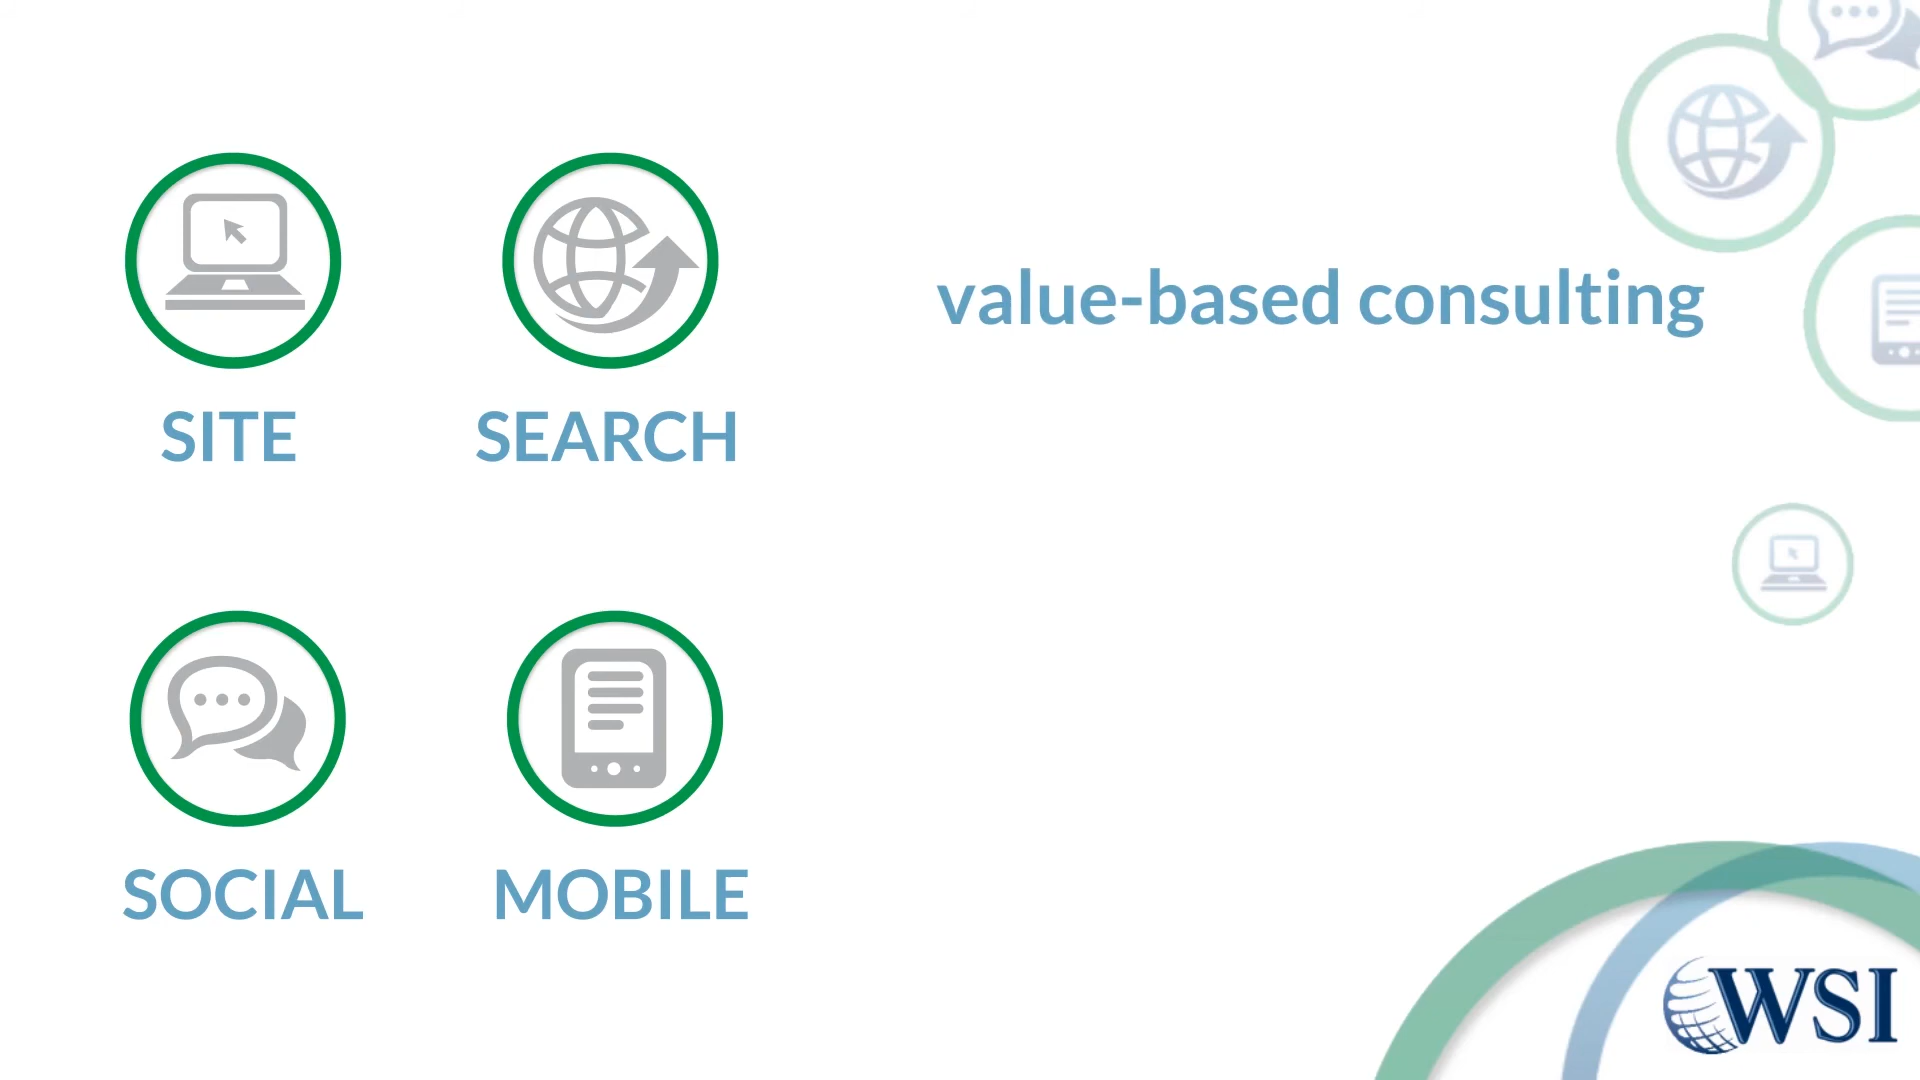 SITE
SEARCH
value-based consulting
SOCIAL
MOBILE
WSI